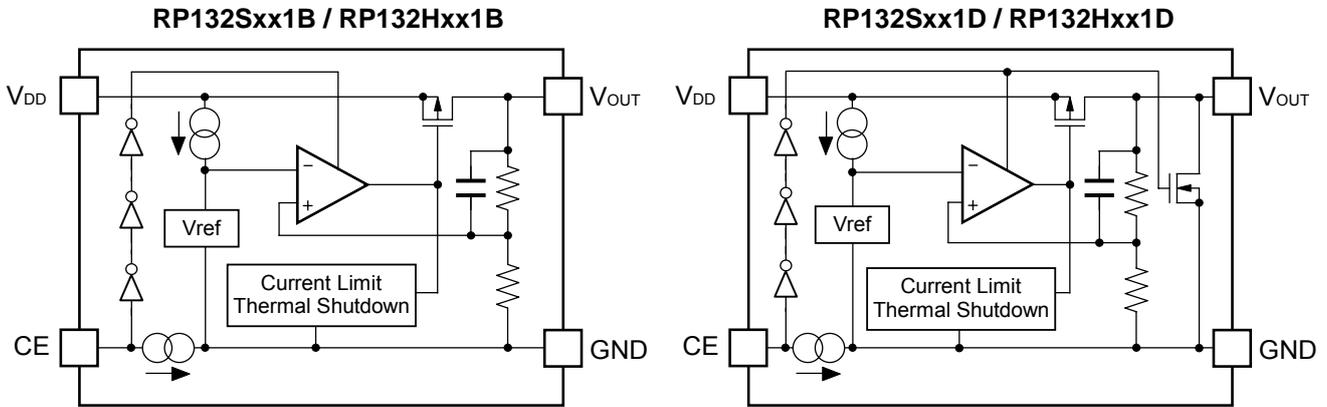 RP132Sxx1B / RP132Hxx1B
VDD
VOUT
−
+
Vref
Current Limit
Thermal Shutdown
CE
GND
RP132Sxx1D / RP132Hxx1D
VDD
VOUT
−
+
Vref
Current Limit
Thermal Shutdown
CE
GND